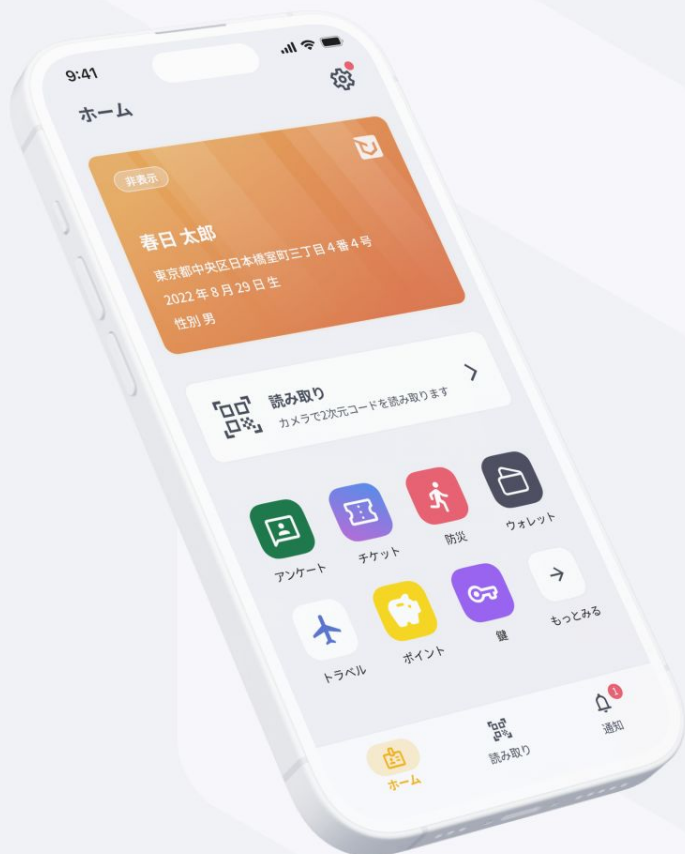 9:41
ホーム
非表示
春日 太郎
東京都中央区日本橋室町三丁目4番4号
2022年8月29日 生
性別 男
読み取り
カメラで2次元コードを読み取ります
アンケート
チケット
防災
ウォレット
トラベル
ポイント
鍵
もっとみる
ホーム
読み取り
1
通知